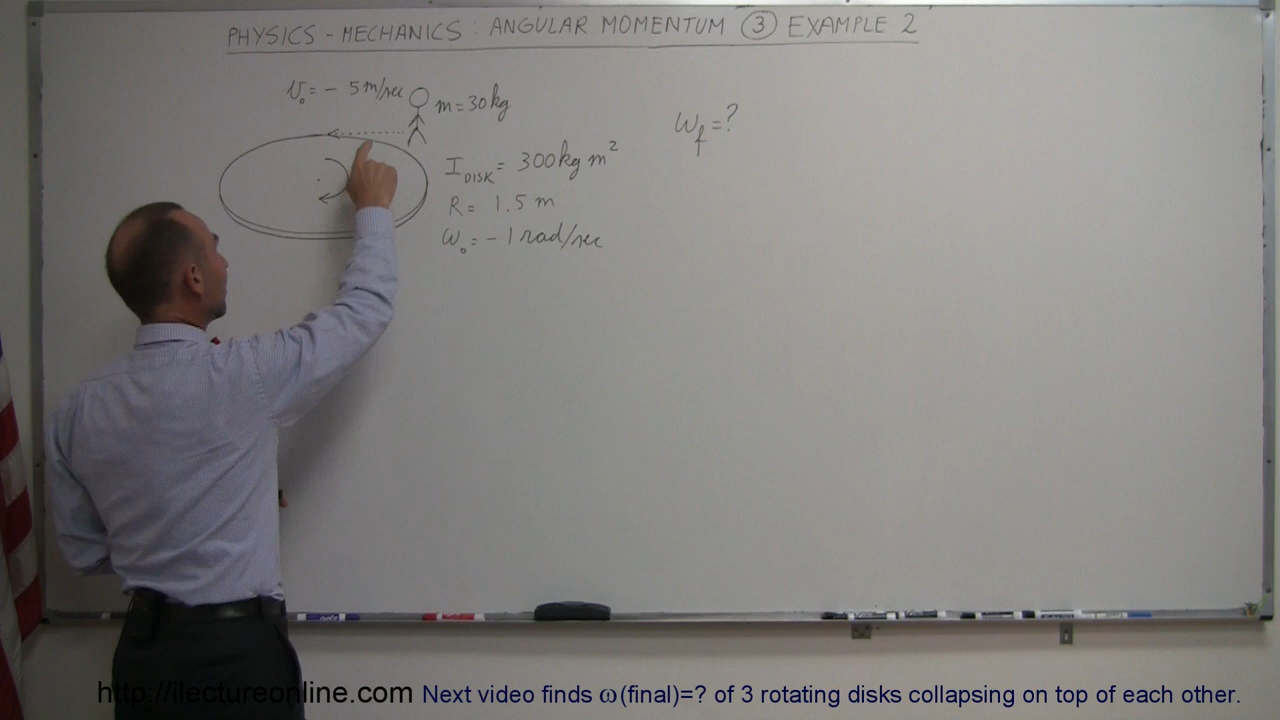 PHYSICS - MECHANICS : ANGULAR MOMENTUM ③ EXAMPLE 2
v₀ = - 5 m/sec
m = 30 kg
I_DISK = 300 kg m²
R = 1.5 m
ω₀ = - 1 rad/sec
ω_f = ?
http://ilectureonline.com Next video finds ω(final)=? of 3 rotating disks collapsing on top of each other.